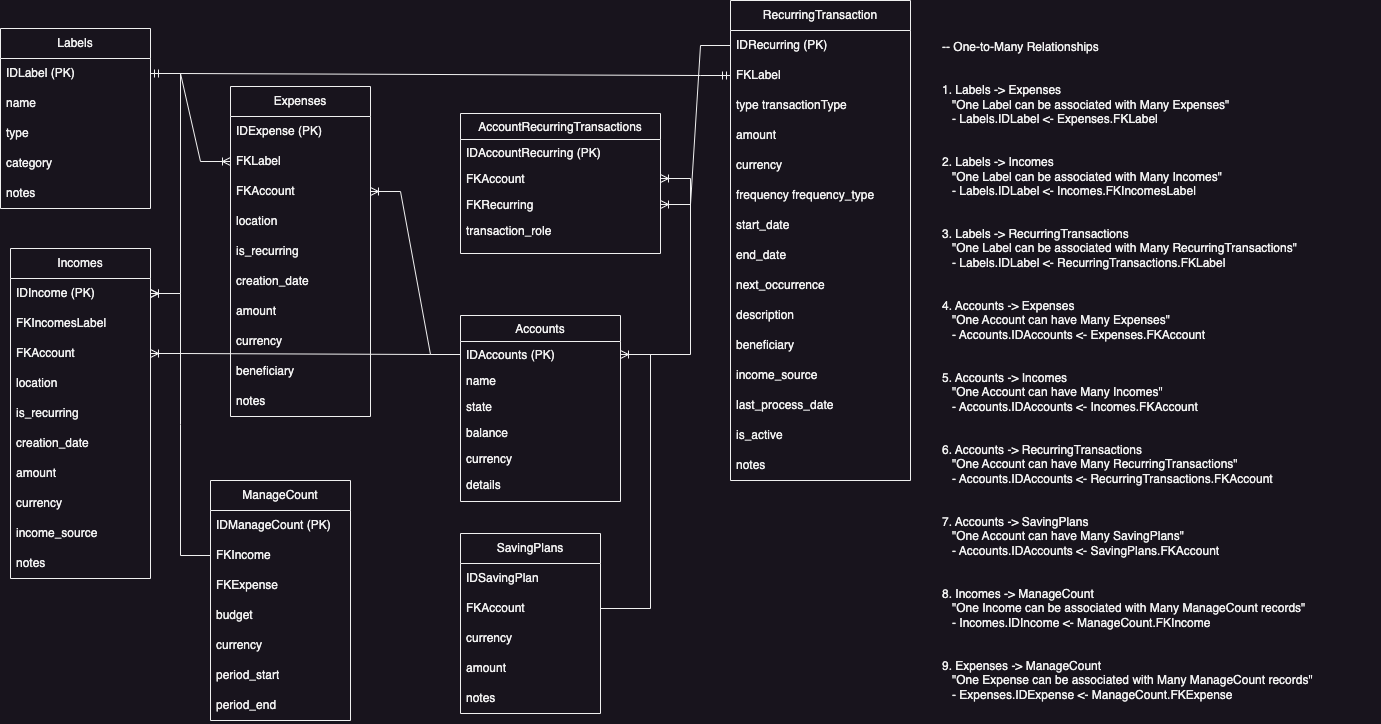 Labels
IDLabel (PK)
name
type
category
notes
Incomes
IDIncome (PK)
FKIncomesLabel
FKAccount
location
is_recurring
creation_date
amount
currency
income_source
notes
Expenses
IDExpense (PK)
FKLabel
FKAccount
location
is_recurring
creation_date
amount
currency
beneficiary
notes
ManageCount
IDManageCount (PK)
FKIncome
FKExpense
budget
currency
period_start
period_end
AccountRecurringTransactions
IDAccountRecurring (PK)
FKAccount
FKRecurring
transaction_role
Accounts
IDAccounts (PK)
name
state
balance
currency
details
SavingPlans
IDSavingPlan
FKAccount
currency
amount
notes
RecurringTransaction
IDRecurring (PK)
FKLabel
type transactionType
amount
currency
frequency frequency_type
start_date
end_date
next_occurrence
description
beneficiary
income_source
last_process_date
is_active
notes
-- One-to-Many Relationships
1. Labels -> Expenses
"One Label can be associated with Many Expenses"
- Labels.IDLabel <- Expenses.FKLabel
2. Labels -> Incomes
"One Label can be associated with Many Incomes"
- Labels.IDLabel <- Incomes.FKIncomesLabel
3. Labels -> RecurringTransactions
"One Label can be associated with Many RecurringTransactions"
- Labels.IDLabel <- RecurringTransactions.FKLabel
4. Accounts -> Expenses
"One Account can have Many Expenses"
- Accounts.IDAccounts <- Expenses.FKAccount
5. Accounts -> Incomes
"One Account can have Many Incomes"
- Accounts.IDAccounts <- Incomes.FKAccount
6. Accounts -> RecurringTransactions
"One Account can have Many RecurringTransactions"
- Accounts.IDAccounts <- RecurringTransactions.FKAccount
7. Accounts -> SavingPlans
"One Account can have Many SavingPlans"
- Accounts.IDAccounts <- SavingPlans.FKAccount
8. Incomes -> ManageCount
"One Income can be associated with Many ManageCount records"
- Incomes.IDIncome <- ManageCount.FKIncome
9. Expenses -> ManageCount
"One Expense can be associated with Many ManageCount records"
- Expenses.IDExpense <- ManageCount.FKExpense